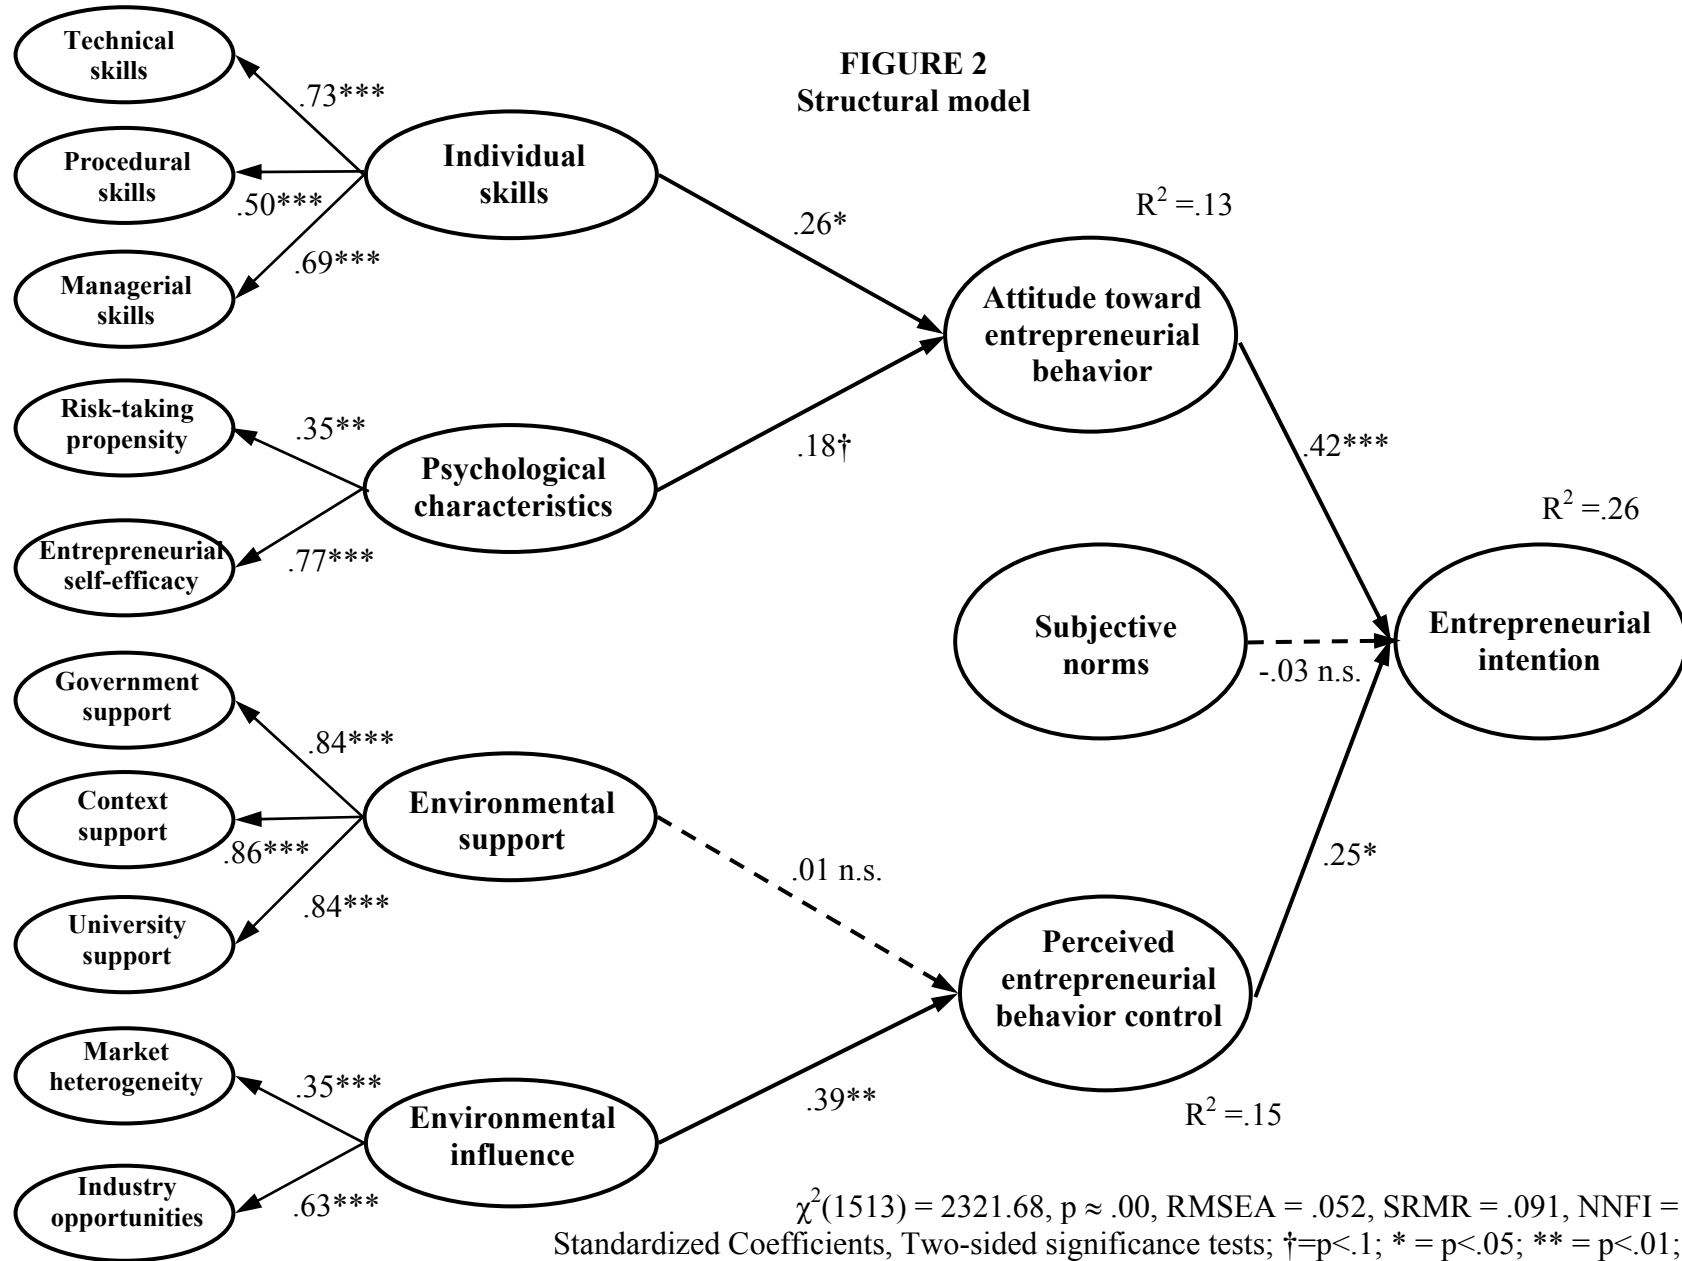 FIGURE 2
Structural model
Technical
skills
.73***
Procedural
skills
.50***
Managerial
skills
.69***
Individual
skills
.26*
R² =.13
Attitude toward
entrepreneurial
behavior
Risk-taking
propensity
.35**
Psychological
characteristics
.18†
.42***
Entrepreneurial
self-efficacy
.77***
R² =.26
Subjective
norms
-.03 n.s.
Entrepreneurial
intention
Government
support
.84***
Context
support
.86***
University
support
.84***
Environmental
support
.01 n.s.
.25*
Perceived
entrepreneurial
behavior control
R² =.15
Market
heterogeneity
.35***
Environmental
influence
.39**
Industry
opportunities
.63***
χ²(1513) = 2321.68, p ≈ .00, RMSEA = .052, SRMR = .091, NNFI =
Standardized Coefficients, Two-sided significance tests; †=p<.1; * = p<.05; ** = p<.01;